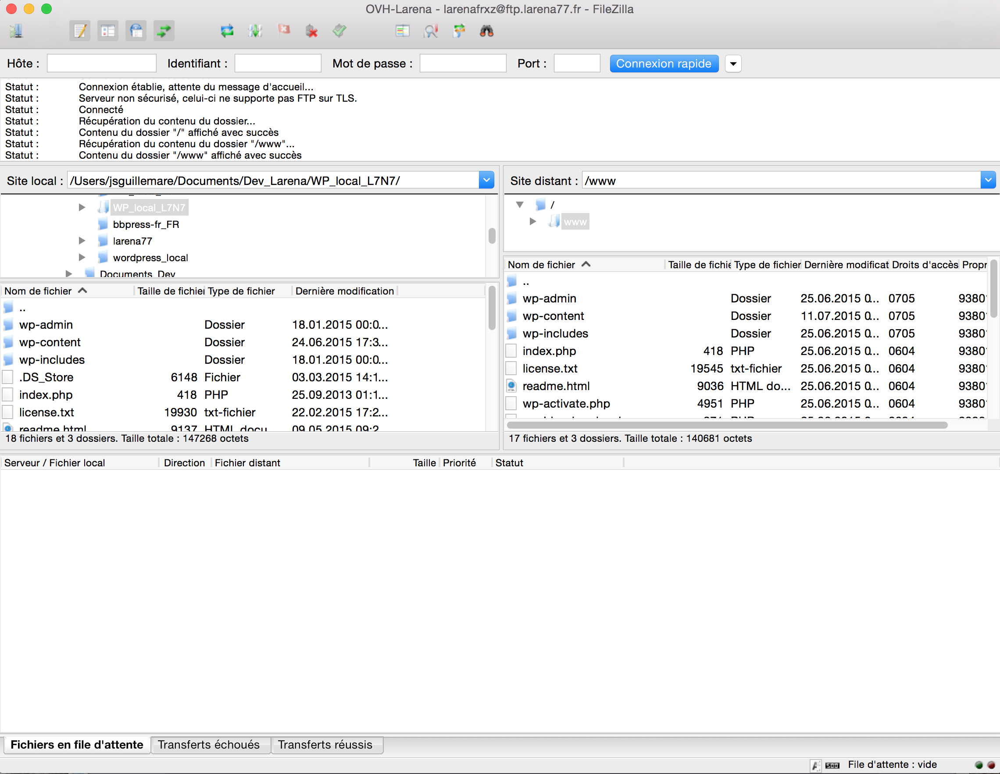 OVH-Larena - larenafrxz@ftp.larena77.fr - FileZilla
Hôte : Identifiant : Mot de passe : Port : Connexion rapide
Statut : Connexion établie, attente du message d'accueil...
Statut : Serveur non sécurisé, celui-ci ne supporte pas FTP sur TLS.
Statut : Connecté
Statut : Récupération du contenu du dossier...
Statut : Contenu du dossier "/" affiché avec succès
Statut : Récupération du contenu du dossier "/www"...
Statut : Contenu du dossier "/www" affiché avec succès
Site local : /Users/jsguillemare/Documents/Dev_Larena/WP_local_L7N7/
WP_local_L7N7
bbpress-fr_FR
larena77
wordpress_local
Documents_Dev
Nom de fichier Taille de fichier Type de fichier Dernière modification
..
wp-admin Dossier 18.01.2015 00:0...
wp-content Dossier 24.06.2015 17:3...
wp-includes Dossier 18.01.2015 00:0...
.DS_Store 6148 Fichier 03.03.2015 14:1...
index.php 418 PHP 25.09.2013 01:1...
license.txt 19930 txt-fichier 22.02.2015 17:2...
readme.html 9137 HTML docu 09.05.2015 09:2
18 fichiers et 3 dossiers. Taille totale : 147268 octets
Site distant : /www
/
www
Nom de fichier Taille de fichie Type de fichier Dernière modificat Droits d'accès Propr
..
wp-admin Dossier 25.06.2015 0... 0705 9380
wp-content Dossier 11.07.2015 0... 0705 9380
wp-includes Dossier 25.06.2015 0... 0705 9380
index.php 418 PHP 25.06.2015 0... 0604 9380
license.txt 19545 txt-fichier 25.06.2015 0... 0604 9380
readme.html 9036 HTML do... 25.06.2015 0... 0604 9380
wp-activate.php 4951 PHP 25.06.2015 0... 0604 9380
17 fichiers et 3 dossiers. Taille totale : 140681 octets
Serveur / Fichier local Direction Fichier distant Taille Priorité Statut
Fichiers en file d'attente Transferts échoués Transferts réussis
File d'attente : vide